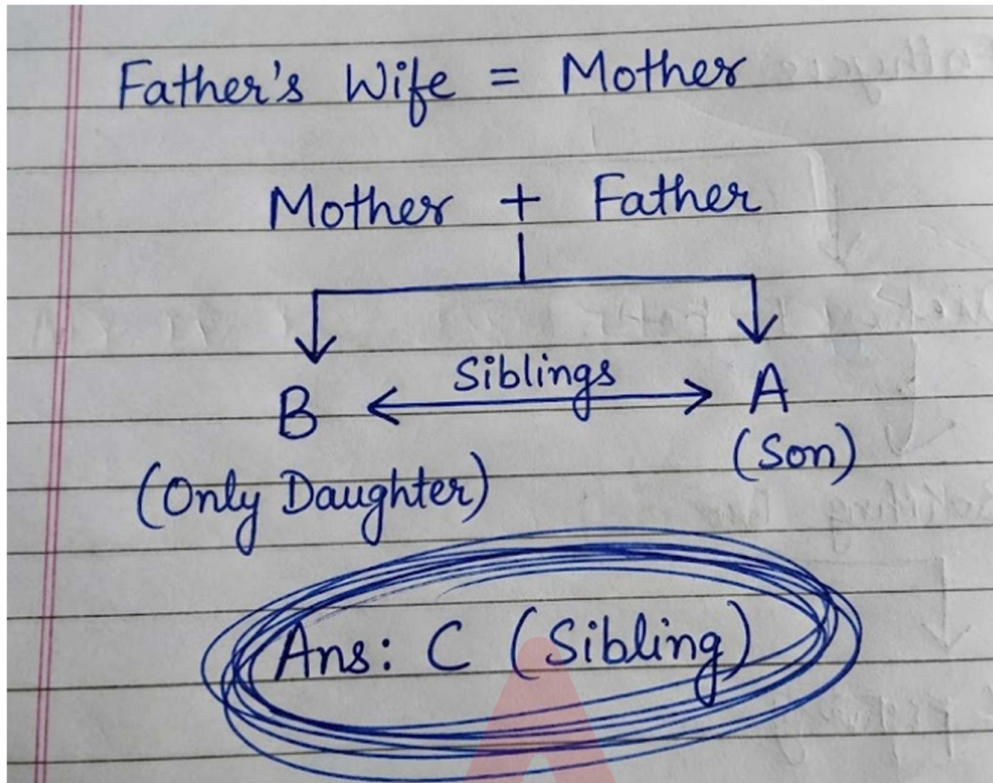 Father's Wife = Mother
Mother + Father
Siblings
B A
(Only Daughter) (Son)
Ans: C (Sibling)